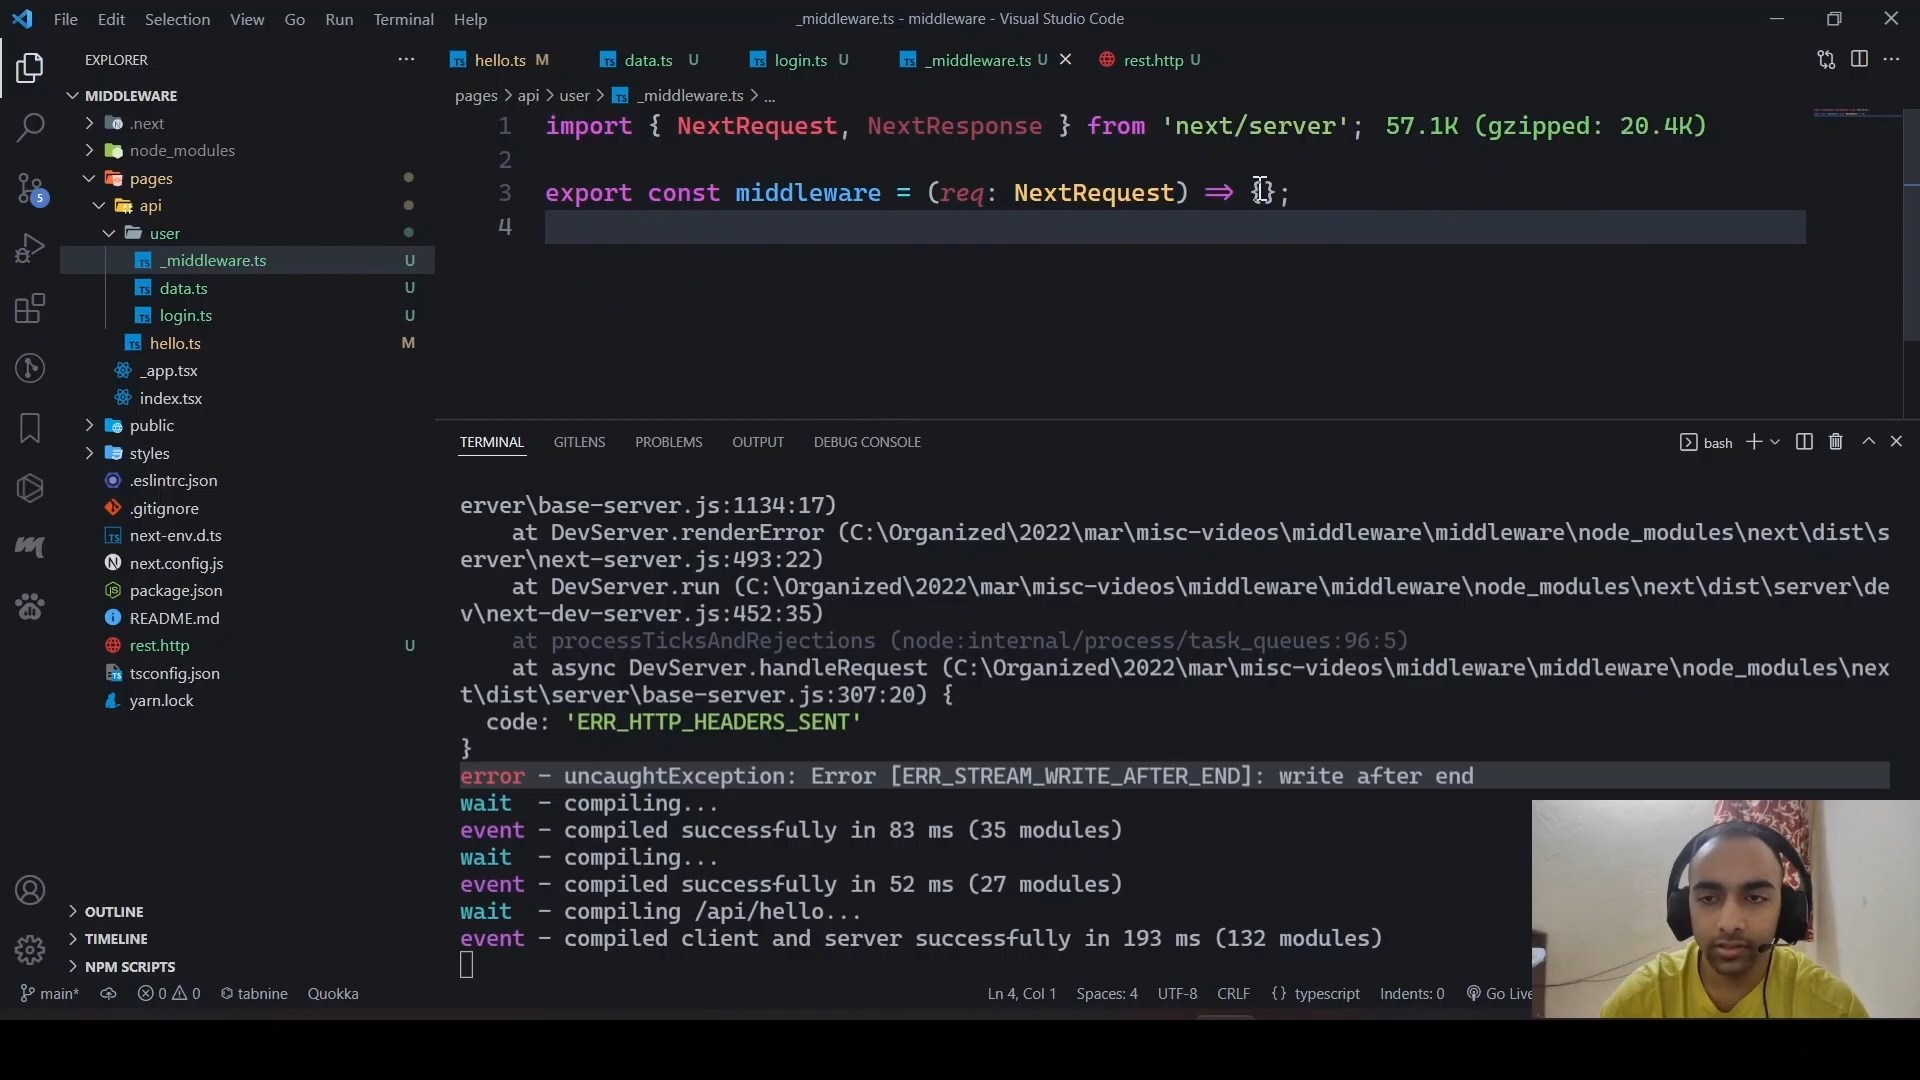 File Edit Selection View Go Run Terminal Help
_middleware.ts - middleware - Visual Studio Code
EXPLORER
MIDDLEWARE
.next
node_modules
pages
api
user
_middleware.ts U
data.ts U
login.ts U
hello.ts M
_app.tsx
index.tsx
public
styles
.eslintrc.json
.gitignore
next-env.d.ts
next.config.js
package.json
README.md
rest.http U
tsconfig.json
yarn.lock
OUTLINE
TIMELINE
NPM SCRIPTS
5
hello.ts M data.ts U login.ts U _middleware.ts U rest.http U
pages > api > user > _middleware.ts > ...
1 import { NextRequest, NextResponse } from 'next/server'; 57.1K (gzipped: 20.4K)
2
3 export const middleware = (req: NextRequest) => {};
4
TERMINAL GITLENS PROBLEMS OUTPUT DEBUG CONSOLE
bash
erver\base-server.js:1134:17)
at DevServer.renderError (C:\Organized\2022\mar\misc-videos\middleware\middleware\node_modules\next\dist\s
erver\next-server.js:493:22)
at DevServer.run (C:\Organized\2022\mar\misc-videos\middleware\middleware\node_modules\next\dist\server\de
v\next-dev-server.js:452:35)
at processTicksAndRejections (node:internal/process/task_queues:96:5)
at async DevServer.handleRequest (C:\Organized\2022\mar\misc-videos\middleware\middleware\node_modules\nex
t\dist\server\base-server.js:307:20) {
code: 'ERR_HTTP_HEADERS_SENT'
}
error - uncaughtException: Error [ERR_STREAM_WRITE_AFTER_END]: write after end
wait - compiling...
event - compiled successfully in 83 ms (35 modules)
wait - compiling...
event - compiled successfully in 52 ms (27 modules)
wait - compiling /api/hello...
event - compiled client and server successfully in 193 ms (132 modules)
main* 0 0 tabnine Quokka Ln 4, Col 1 Spaces: 4 UTF-8 CRLF {} typescript Indents: 0 Go Live